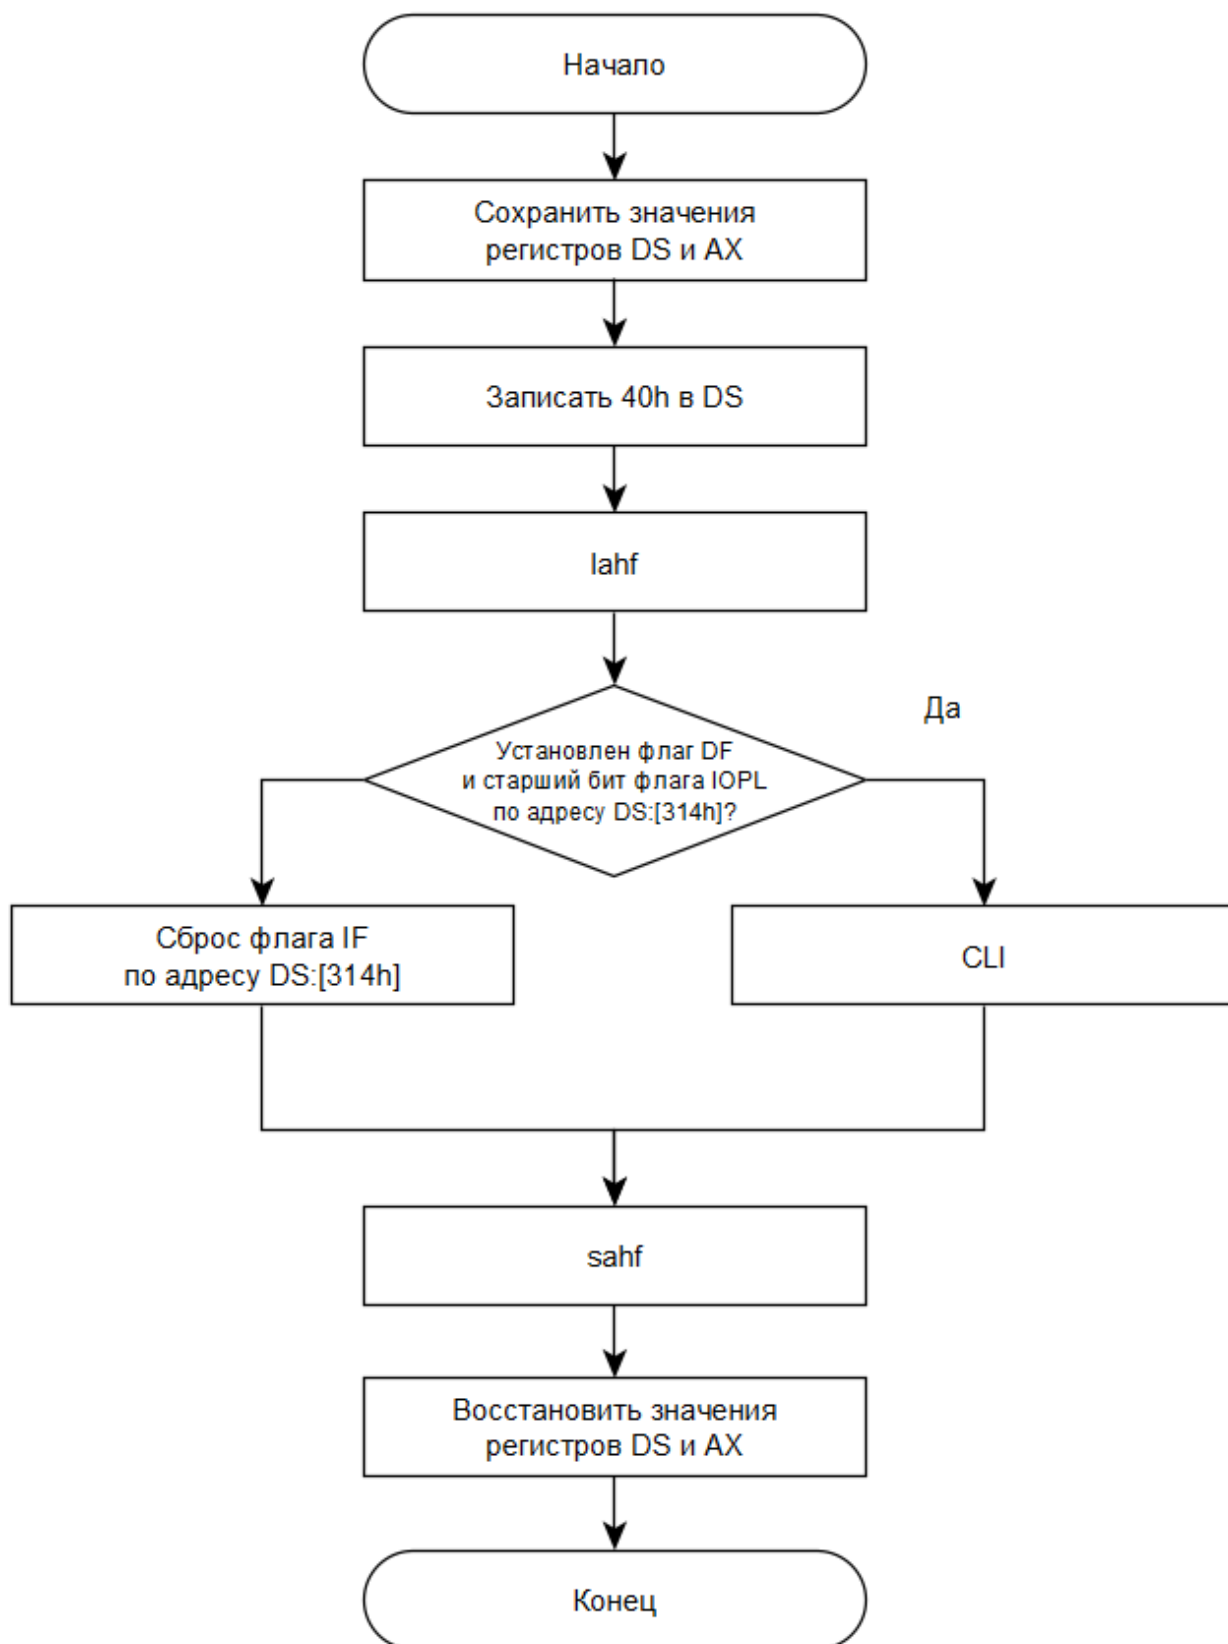 Начало
Сохранить значения
регистров DS и AX
Записать 40h в DS
lahf
Да
Установлен флаг DF
и старший бит флага IOPL
по адресу DS:[314h]?
Сброс флага IF
по адресу DS:[314h]
CLI
sahf
Восстановить значения
регистров DS и AX
Конец